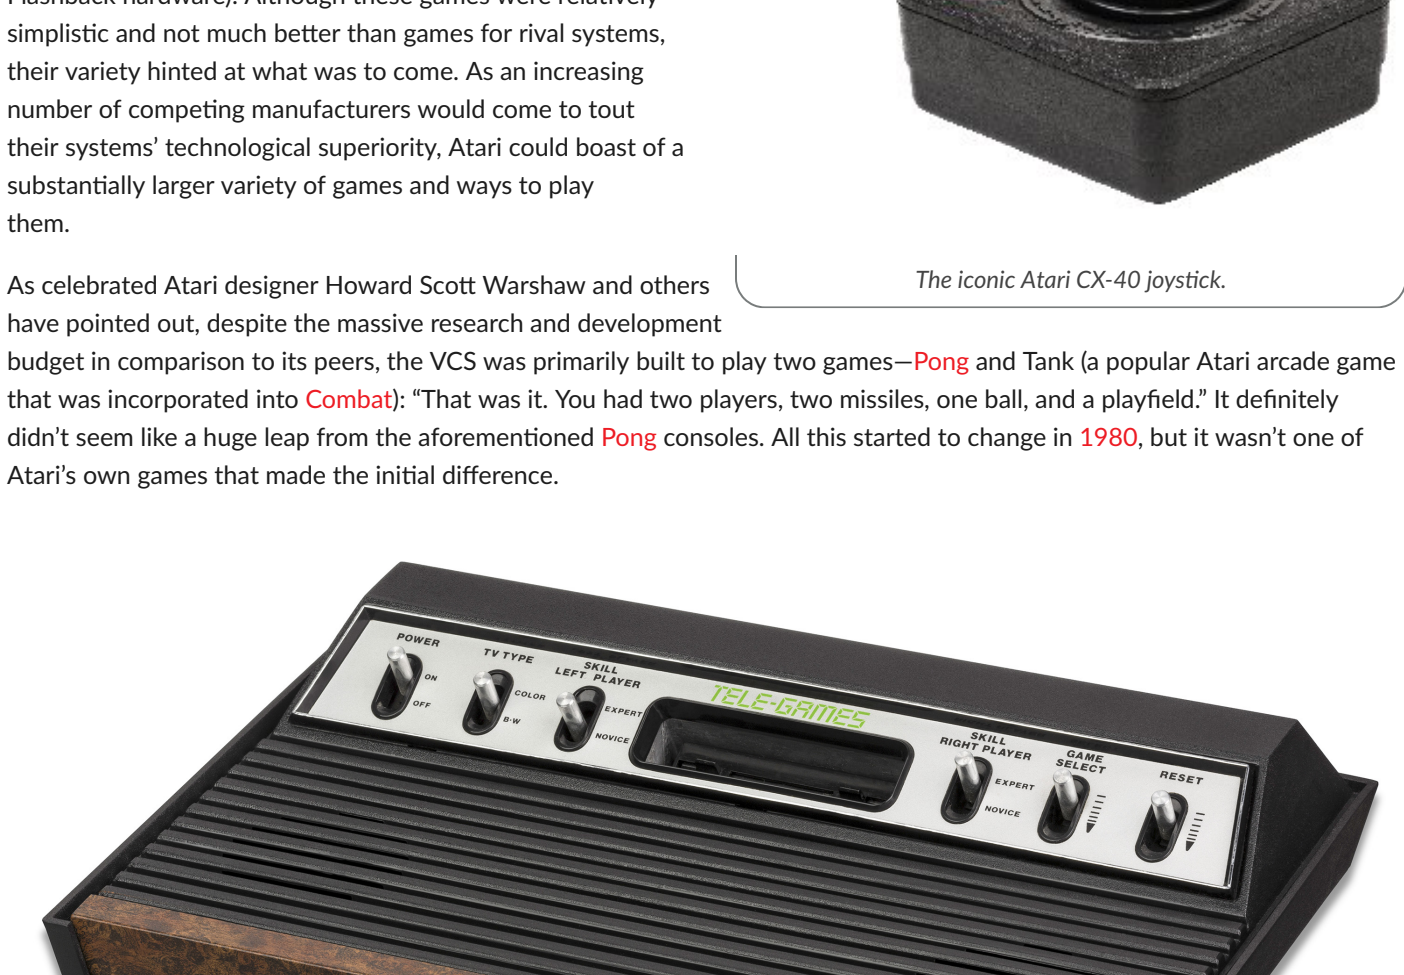 Flashback hardware). Although these games were relatively
simplistic and not much better than games for rival systems,
their variety hinted at what was to come. As an increasing
number of competing manufacturers would come to tout
their systems’ technological superiority, Atari could boast of a
substantially larger variety of games and ways to play
them.
The iconic Atari CX-40 joystick.
As celebrated Atari designer Howard Scott Warshaw and others
have pointed out, despite the massive research and development
budget in comparison to its peers, the VCS was primarily built to play two games—Pong and Tank (a popular Atari arcade game
that was incorporated into Combat): “That was it. You had two players, two missiles, one ball, and a playfield.” It definitely
didn’t seem like a huge leap from the aforementioned Pong consoles. All this started to change in 1980, but it wasn’t one of
Atari’s own games that made the initial difference.
POWER
ON
OFF
TV TYPE
COLOR
B·W
SKILL
LEFT PLAYER
EXPERT
NOVICE
TELE-GAMES
SKILL
RIGHT PLAYER
EXPERT
NOVICE
GAME
SELECT
RESET